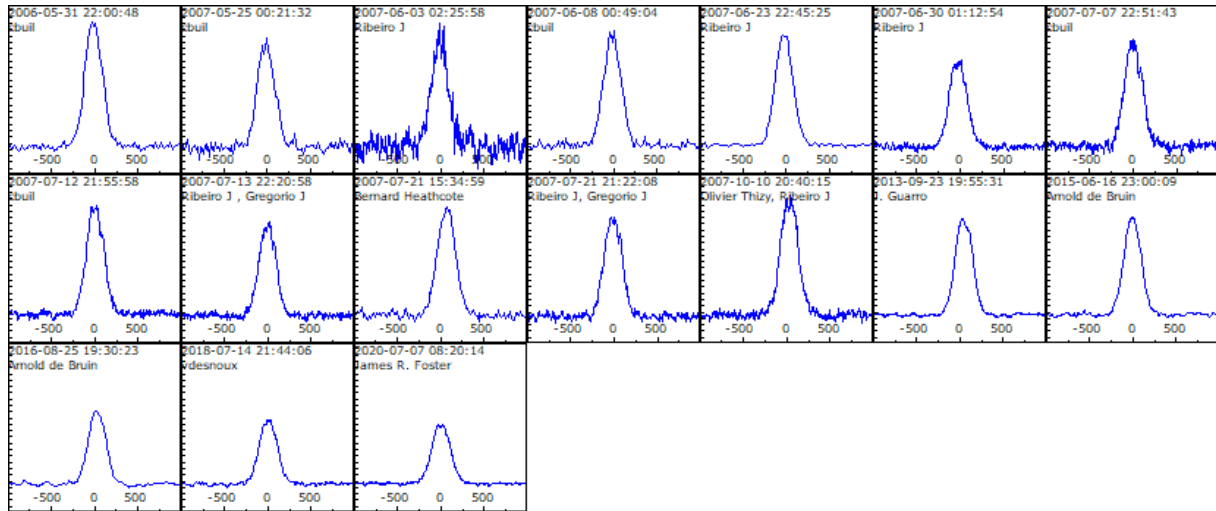 2006-05-31 22:00:48
Cbuil
-500 0 500
2007-05-25 00:21:32
Cbuil
-500 0 500
2007-06-03 02:25:58
Ribeiro J
-500 0 500
2007-06-08 00:49:04
Cbuil
-500 0 500
2007-06-23 22:45:25
Ribeiro J
-500 0 500
2007-06-30 01:12:54
Ribeiro J
-500 0 500
2007-07-07 22:51:43
Cbuil
-500 0 500
2007-07-12 21:55:58
Cbuil
-500 0 500
2007-07-13 22:20:58
Ribeiro J , Gregorio J
-500 0 500
2007-07-21 15:34:59
Bernard Heathcote
-500 0 500
2007-07-21 21:22:08
Ribeiro J, Gregorio J
-500 0 500
2007-10-10 20:40:15
Olivier Thizy, Ribeiro J
-500 0 500
2013-09-23 19:55:31
Guarro
-500 0 500
2015-06-16 23:00:09
Arnold de Bruin
-500 0 500
2016-08-25 19:30:23
Arnold de Bruin
-500 0 500
2018-07-14 21:44:06
vdesnoux
-500 0 500
2020-07-07 08:20:14
James R. Foster
-500 0 500